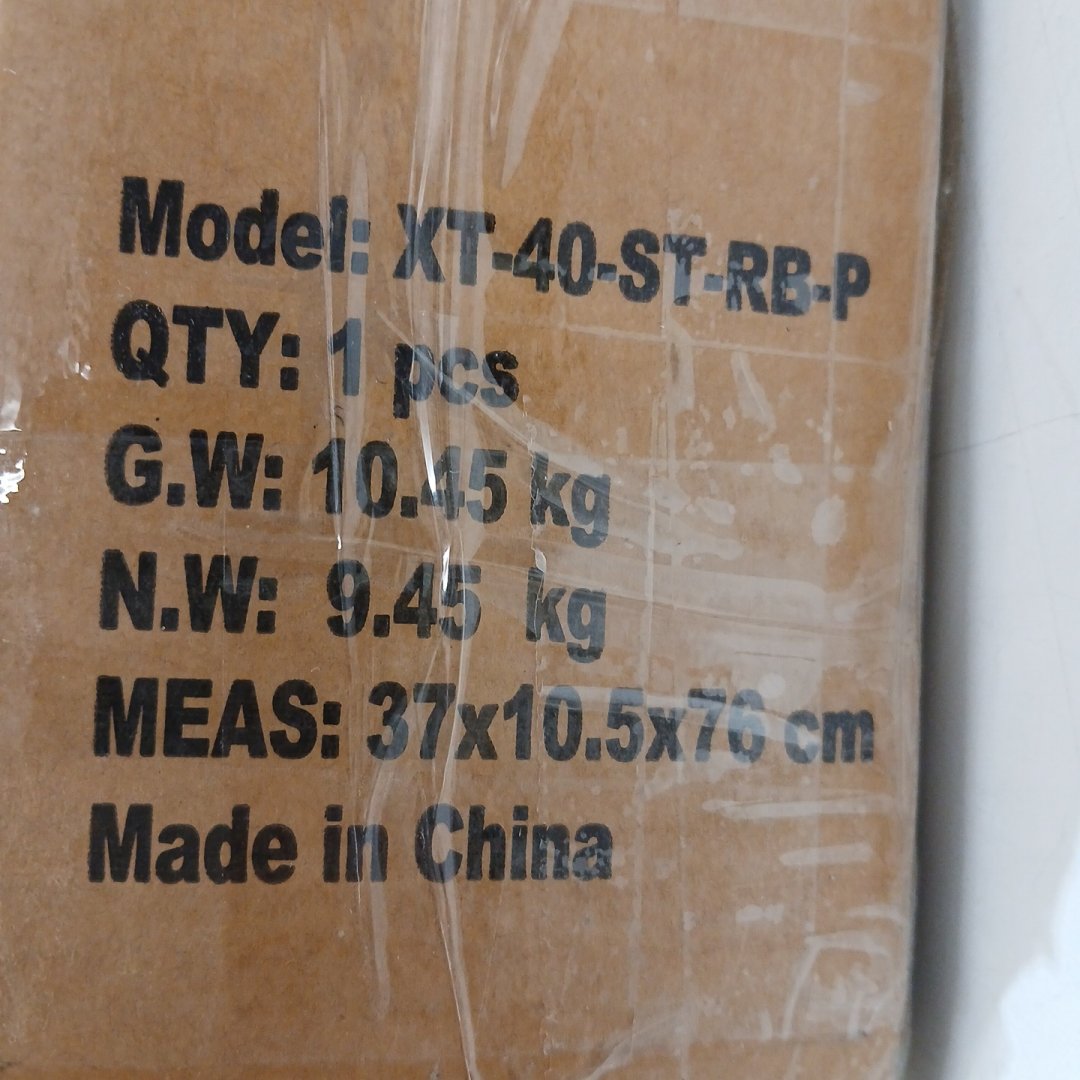 Model: XT-40-ST-RB-P
QTY: 1 pcs
G.W: 10.45 kg
N.W: 9.45 kg
MEAS: 37x10.5x76 cm
Made in China